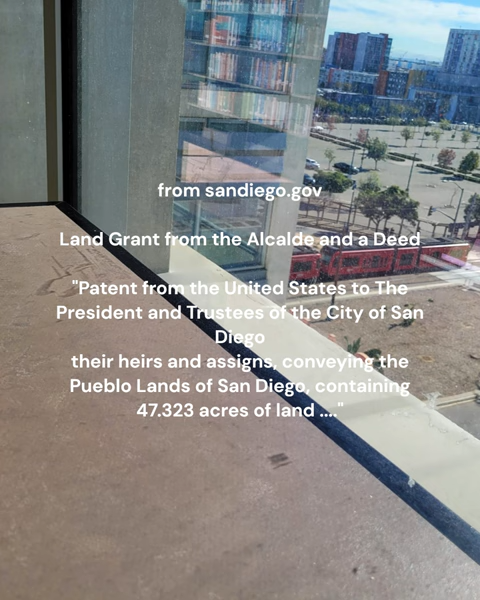 from sandiego.gov
Land Grant from the Alcalde and a Deed
"Patent from the United States to The
President and Trustees of the City of San
Diego
their heirs and assigns, conveying the
Pueblo Lands of San Diego, containing
47.323 acres of land ...."